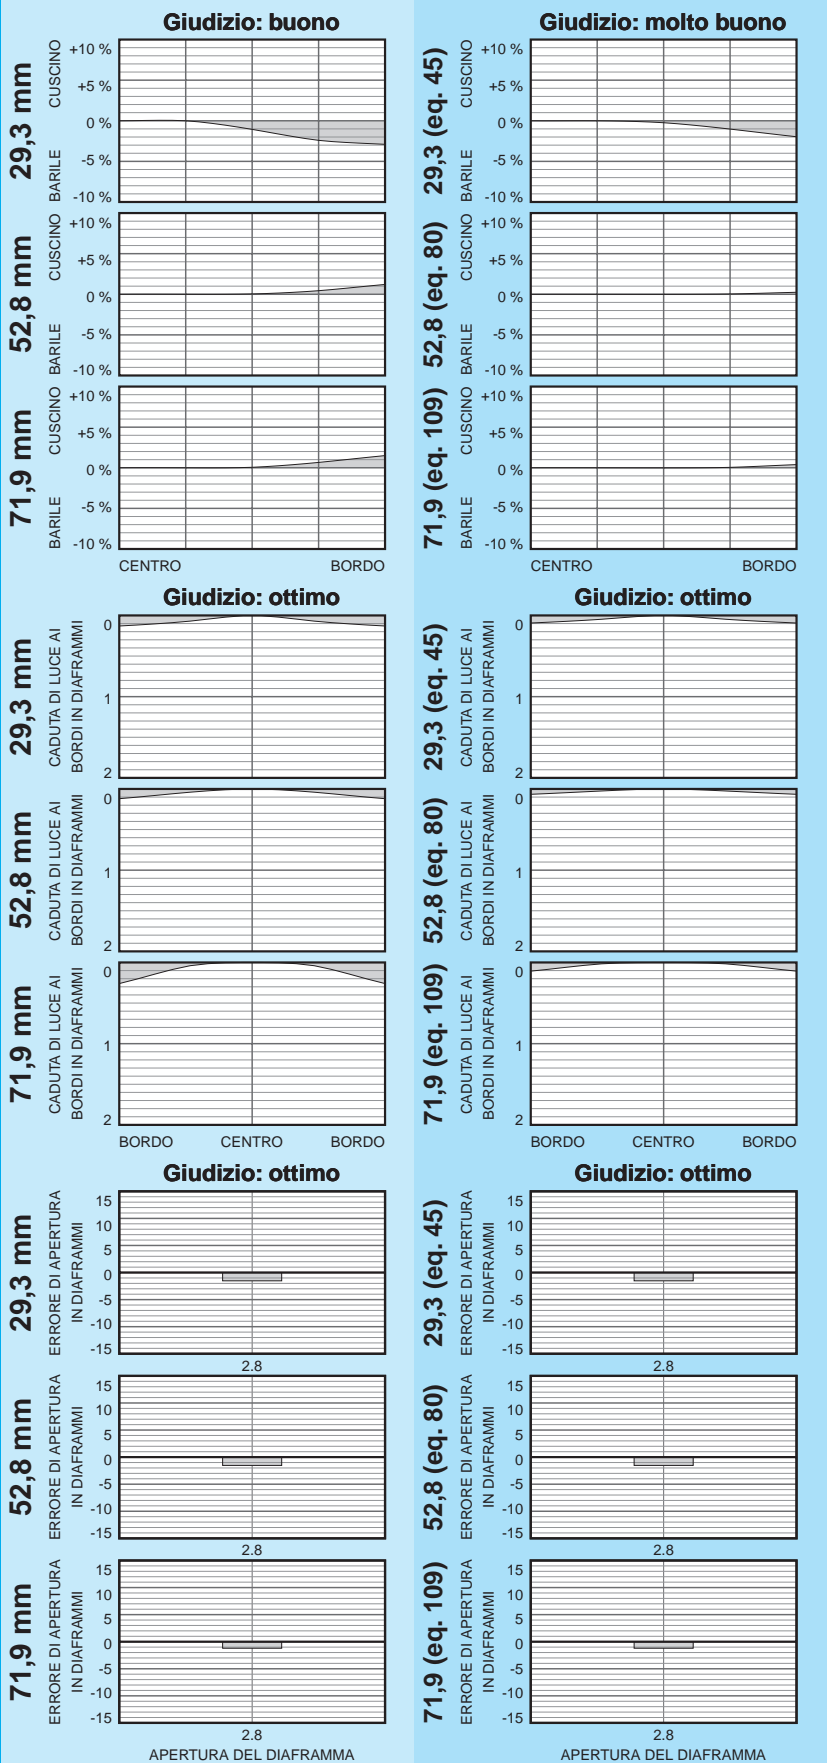 Giudizio: buono
29,3 mm
CUSCINO
BARILE
+10 %
+5 %
0 %
-5 %
-10 %
52,8 mm
CUSCINO
BARILE
+10 %
+5 %
0 %
-5 %
-10 %
71,9 mm
CUSCINO
BARILE
+10 %
+5 %
0 %
-5 %
-10 %
CENTRO BORDO
Giudizio: ottimo
29,3 mm
CADUTA DI LUCE AI
BORDI IN DIAFRAMMI
0
1
2
52,8 mm
CADUTA DI LUCE AI
BORDI IN DIAFRAMMI
0
1
2
71,9 mm
CADUTA DI LUCE AI
BORDI IN DIAFRAMMI
0
1
2
BORDO CENTRO BORDO
Giudizio: ottimo
29,3 mm
ERRORE DI APERTURA
IN DIAFRAMMI
15
10
5
0
-5
-10
-15
2.8
52,8 mm
ERRORE DI APERTURA
IN DIAFRAMMI
15
10
5
0
-5
-10
-15
2.8
71,9 mm
ERRORE DI APERTURA
IN DIAFRAMMI
15
10
5
0
-5
-10
-15
2.8
APERTURA DEL DIAFRAMMA
Giudizio: molto buono
29,3 (eq. 45)
CUSCINO
BARILE
+10 %
+5 %
0 %
-5 %
-10 %
52,8 (eq. 80)
CUSCINO
BARILE
+10 %
+5 %
0 %
-5 %
-10 %
71,9 (eq. 109)
CUSCINO
BARILE
+10 %
+5 %
0 %
-5 %
-10 %
CENTRO BORDO
Giudizio: ottimo
29,3 (eq. 45)
CADUTA DI LUCE AI
BORDI IN DIAFRAMMI
0
1
2
52,8 (eq. 80)
CADUTA DI LUCE AI
BORDI IN DIAFRAMMI
0
1
2
71,9 (eq. 109)
CADUTA DI LUCE AI
BORDI IN DIAFRAMMI
0
1
2
BORDO CENTRO BORDO
Giudizio: ottimo
29,3 (eq. 45)
ERRORE DI APERTURA
IN DIAFRAMMI
15
10
5
0
-5
-10
-15
2.8
52,8 (eq. 80)
ERRORE DI APERTURA
IN DIAFRAMMI
15
10
5
0
-5
-10
-15
2.8
71,9 (eq. 109)
ERRORE DI APERTURA
IN DIAFRAMMI
15
10
5
0
-5
-10
-15
2.8
APERTURA DEL DIAFRAMMA